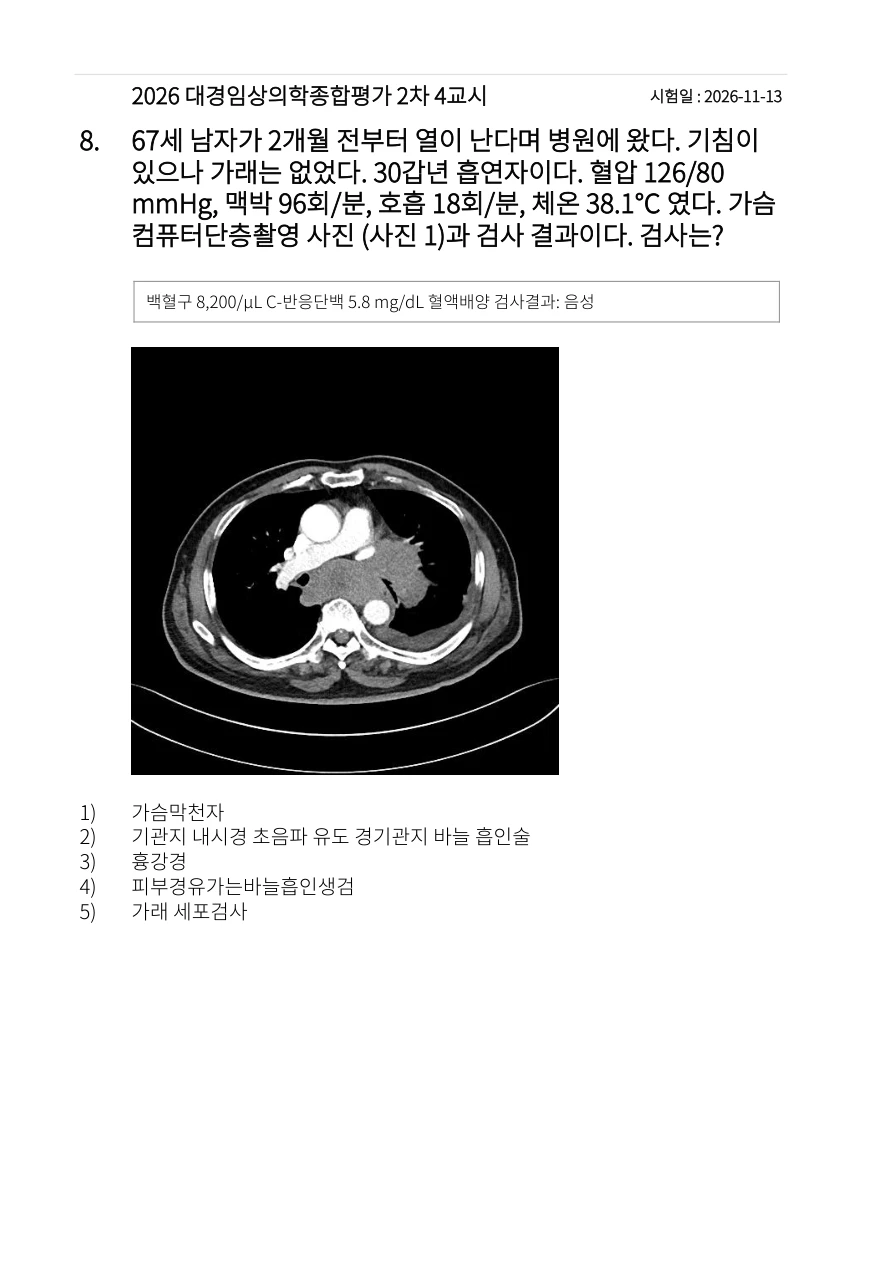 2026 대경임상의학종합평가 2차 4교시
시험일 : 2026-11-13
8. 67세 남자가 2개월 전부터 열이 난다며 병원에 왔다. 기침이
있으나 가래는 없었다. 30갑년 흡연자이다. 혈압 126/80
mmHg, 맥박 96회/분, 호흡 18회/분, 체온 38.1°C 였다. 가슴
컴퓨터단층촬영 사진 (사진 1)과 검사 결과이다. 검사는?
백혈구 8,200/μL C-반응단백 5.8 mg/dL 혈액배양 검사결과: 음성
1) 가슴막천자
2) 기관지 내시경 초음파 유도 경기관지 바늘 흡인술
3) 흉강경
4) 피부경유가는바늘흡인생검
5) 가래 세포검사